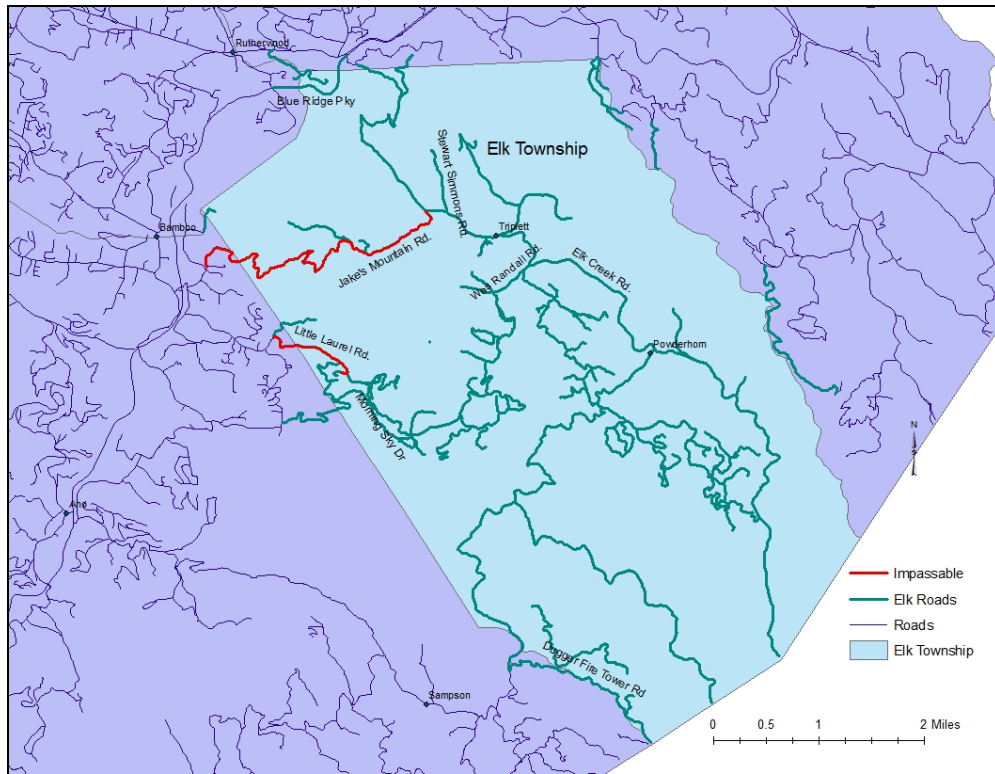 Rutherwood
Blue Ridge Pky
Elk Township
Stewart Simmons Rd.
Bamboo
Triplett
Jake's Mountain Rd.
Wes Randall Rd.
Elk Creek Rd.
Little Laurel Rd.
Powderhorn
Morning Sky Dr
N
Aho
Impassable
Elk Roads
Roads
Elk Township
Dugger Fire Tower Rd
Sampson
0 0.5 1 2 Miles